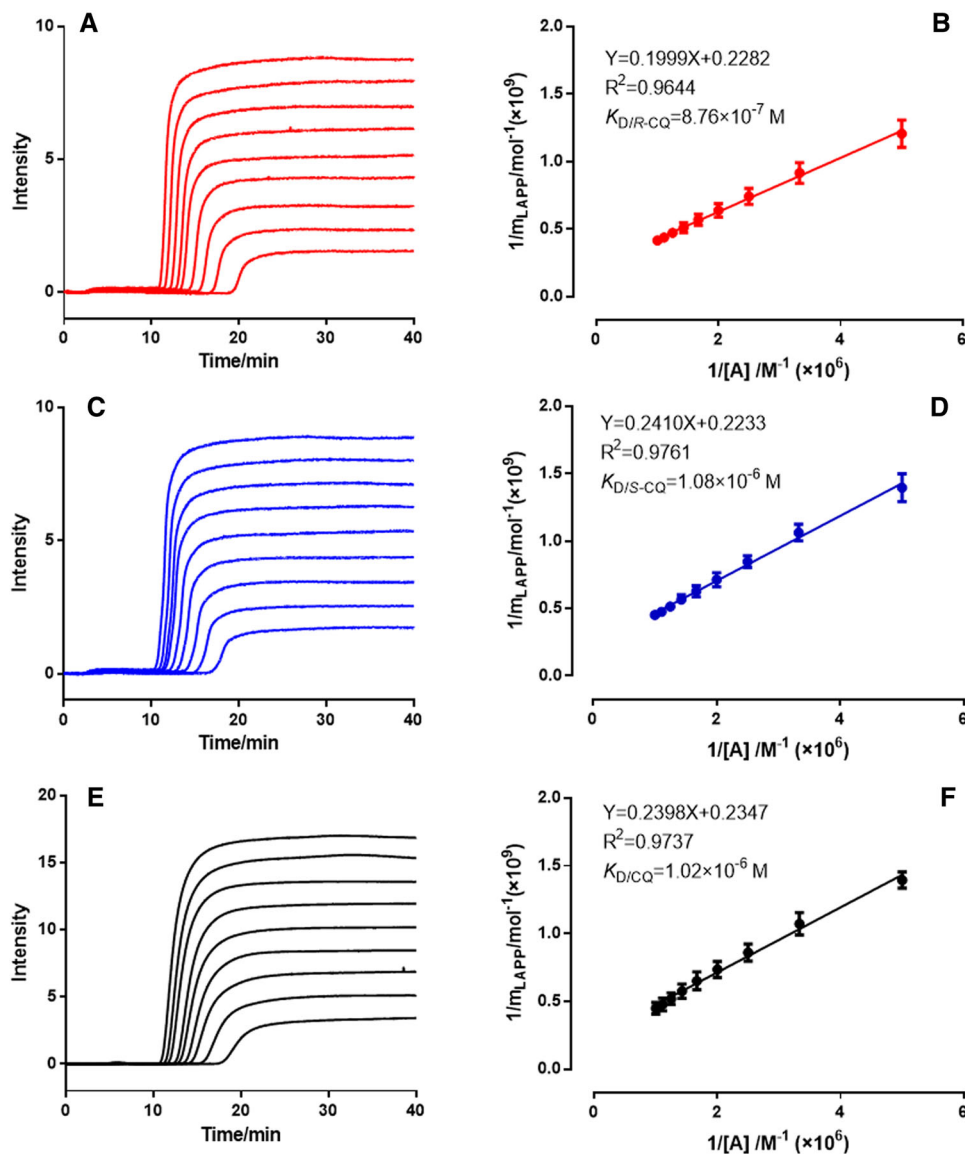 A
10
5
0
Intensity
0
10
20
30
40
Time/min
B
Y=0.1999X+0.2282
R²=0.9644
K_D/R-CQ=8.76×10⁻⁷ M
2.0
1.5
1.0
0.5
0.0
1/m_LAPP/mol⁻¹(×10⁹)
0
2
4
6
1/[A] /M⁻¹ (×10⁶)
C
10
5
0
Intensity
0
10
20
30
40
Time/min
D
Y=0.2410X+0.2233
R²=0.9761
K_D/S-CQ=1.08×10⁻⁶ M
2.0
1.5
1.0
0.5
0.0
1/m_LAPP/mol⁻¹(×10⁹)
0
2
4
6
1/[A] /M⁻¹ (×10⁶)
E
20
15
10
5
0
Intensity
0
10
20
30
40
Time/min
F
Y=0.2398X+0.2347
R²=0.9737
K_D/CQ=1.02×10⁻⁶ M
2.0
1.5
1.0
0.5
0.0
1/m_LAPP/mol⁻¹(×10⁹)
0
2
4
6
1/[A] /M⁻¹ (×10⁶)